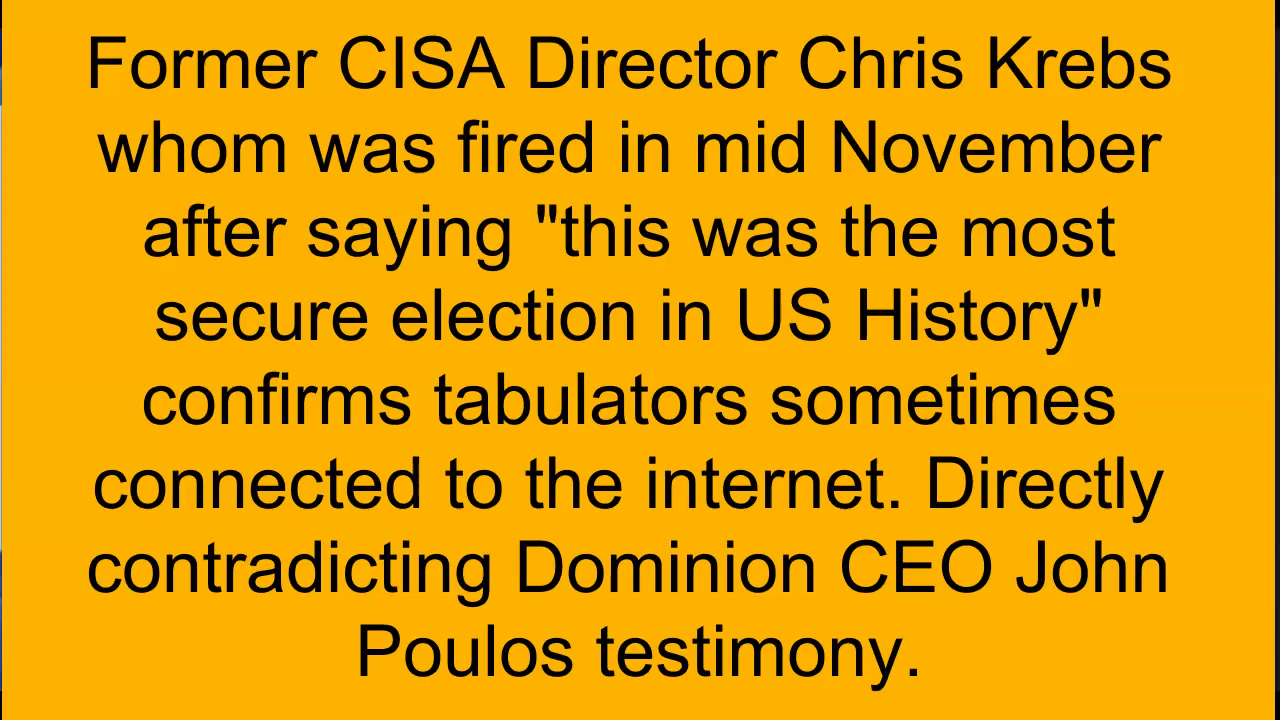 Former CISA Director Chris Krebs
whom was fired in mid November
after saying "this was the most
secure election in US History"
confirms tabulators sometimes
connected to the internet. Directly
contradicting Dominion CEO John
Poulos testimony.